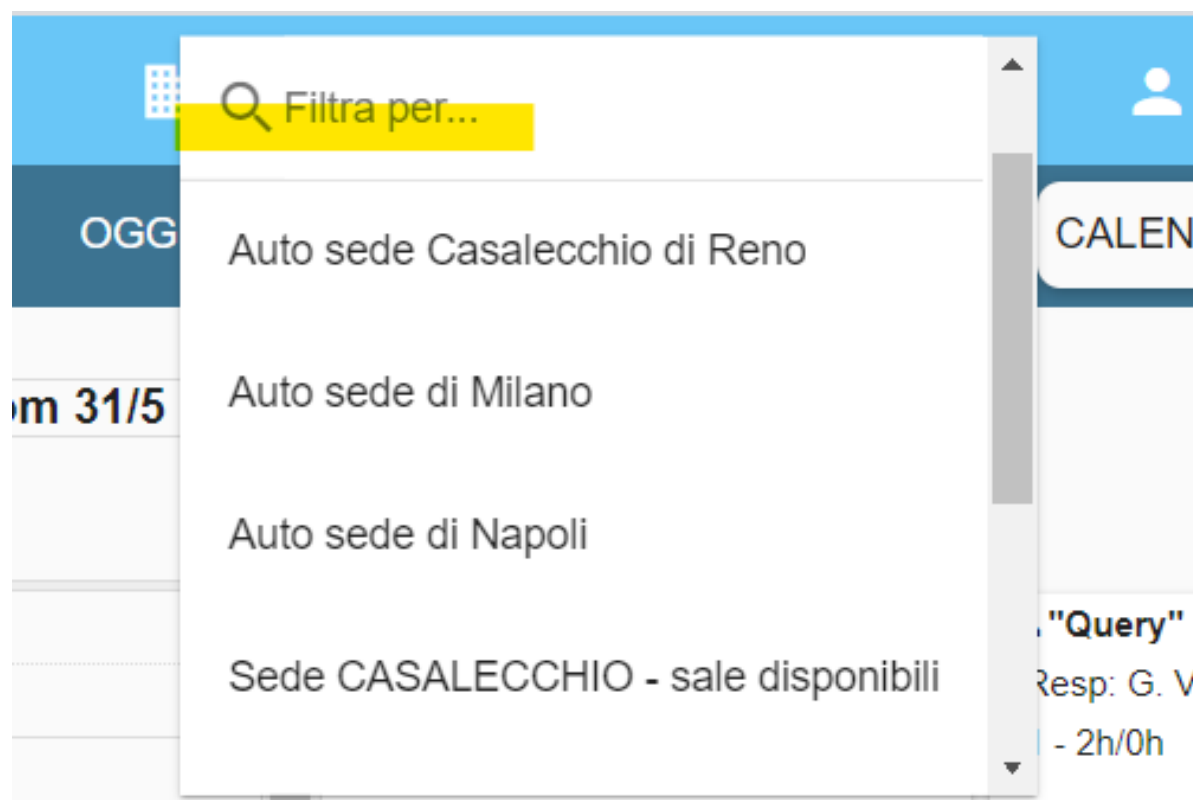 Filtra per...
OGG
Auto sede Casalecchio di Reno
CALEN
om 31/5
Auto sede di Milano
Auto sede di Napoli
"Query"
Sede CASALECCHIO - sale disponibili
Resp: G. V
- 2h/0h